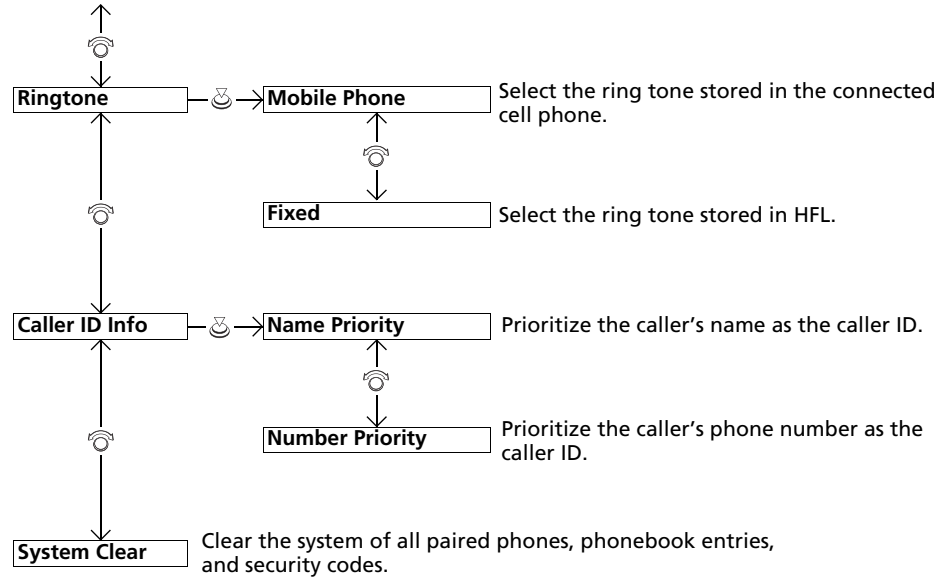 Ringtone
Mobile Phone
Select the ring tone stored in the connected
cell phone.
Fixed
Select the ring tone stored in HFL.
Caller ID Info
Name Priority
Prioritize the caller’s name as the caller ID.
Number Priority
Prioritize the caller’s phone number as the
caller ID.
System Clear
Clear the system of all paired phones, phonebook entries,
and security codes.